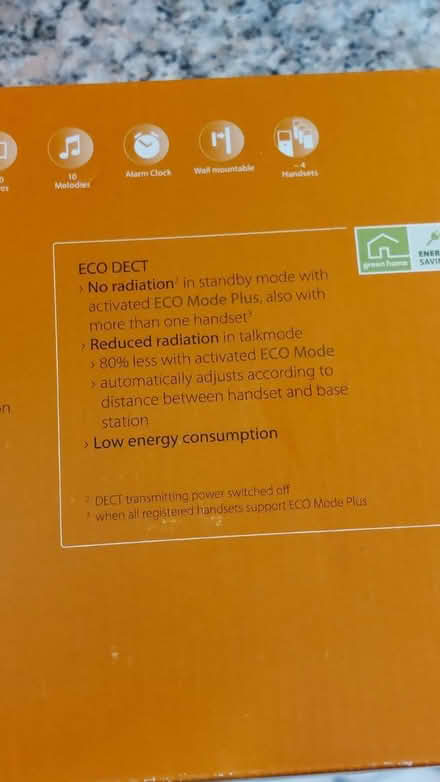 10
Melodies
Alarm Clock
Wall mountable
– 4
Handsets
green home
ECO DECT
› No radiation² in standby mode with
activated ECO Mode Plus, also with
more than one handset³
› Reduced radiation in talkmode
› 80% less with activated ECO Mode
› automatically adjusts according to
distance between handset and base
station
› Low energy consumption
² DECT transmitting power switched off
³ when all registered handsets support ECO Mode Plus